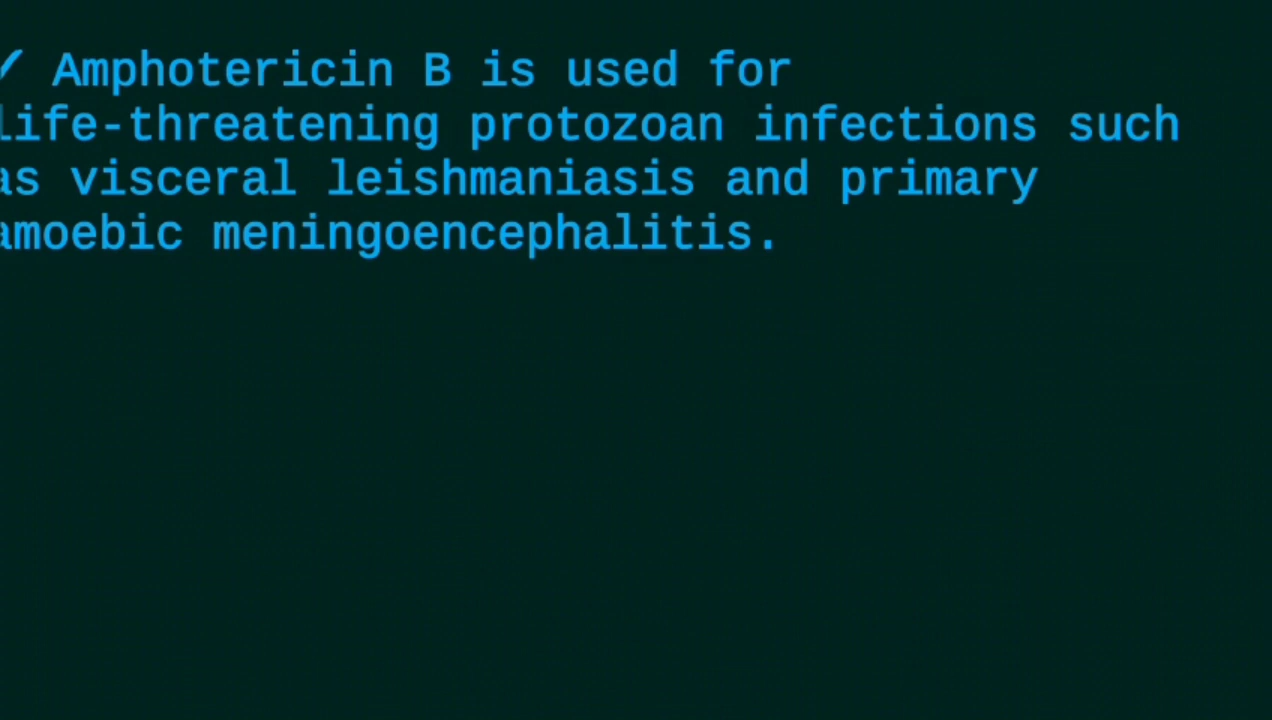 ✓ Amphotericin B is used for
life-threatening protozoan infections such
as visceral leishmaniasis and primary
amoebic meningoencephalitis.